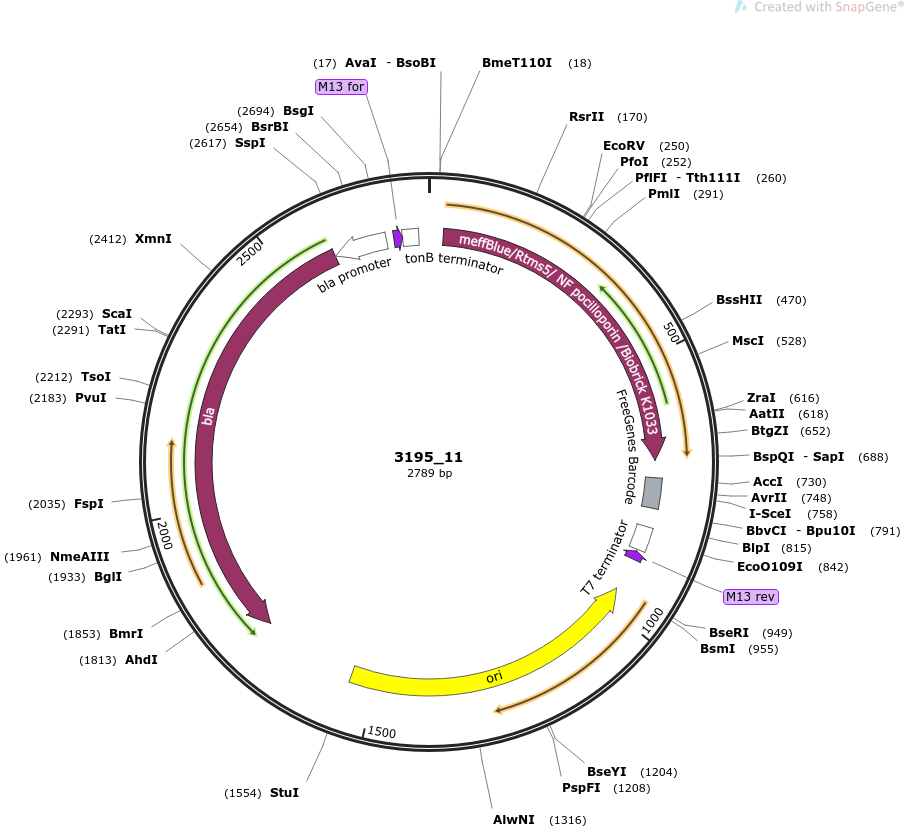 Created with SnapGene®
(17) AvaI - BsoBI
BmeT110I (18)
M13 for
(2694) BsgI
(2654) BsrBI
(2617) SspI
RsrII (170)
EcoRV (250)
PfoI (252)
PflFI - Tth111I (260)
PmlI (291)
(2412) XmnI
2500
bla promoter
tonB terminator
meffBlue/Rtms5/ NF pocilloporin /Biobrick K1033
BssHII (470)
500
MscI (528)
(2293) ScaI
(2291) TatI
(2212) TsoI
(2183) PvuI
bla
ZraI (616)
AatII (618)
BtgZI (652)
FreeGenes Barcode
3195_11
2789 bp
BspQI - SapI (688)
AccI (730)
AvrII (748)
I-SceI (758)
BbvCI - Bpu10I (791)
BlpI (815)
EcoO109I (842)
(2035) FspI
2000
(1961) NmeAIII
(1933) BglI
T7 terminator
M13 rev
(1853) BmrI
(1813) AhdI
1000
BseRI (949)
BsmI (955)
ori
1500
(1554) StuI
BseYI (1204)
PspFI (1208)
AlwNI (1316)